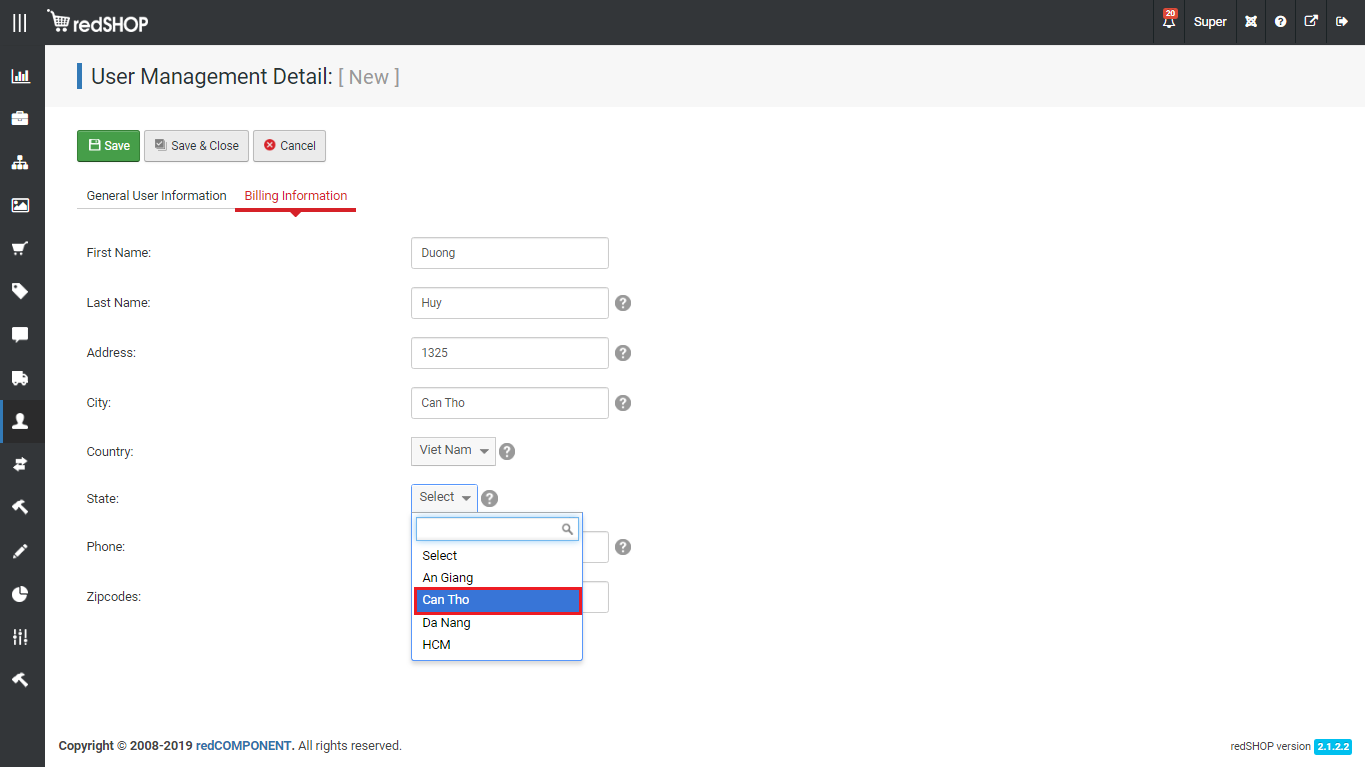 redSHOP
20
Super
User Management Detail: [ New ]
Save
Save & Close
Cancel
General User Information
Billing Information
First Name:
Duong
Last Name:
Huy
Address:
1325
City:
Can Tho
Country:
Viet Nam
State:
Select
Select
An Giang
Can Tho
Da Nang
HCM
Phone:
Zipcodes:
Copyright © 2008-2019 redCOMPONENT. All rights reserved.
redSHOP version 2.1.2.2